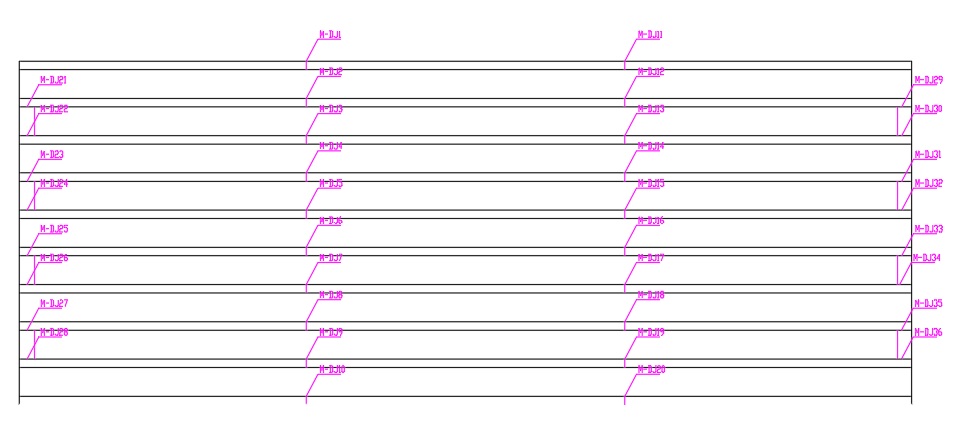 M-DJ1 M-DJ11
M-DJ21 M-DJ2 M-DJ12 M-DJ29
M-DJ22 M-DJ3 M-DJ13 M-DJ30
M-D23 M-DJ4 M-DJ14 M-DJ31
M-DJ24 M-DJ5 M-DJ15 M-DJ32
M-DJ25 M-DJ6 M-DJ16 M-DJ33
M-DJ26 M-DJ7 M-DJ17 M-DJ34
M-DJ27 M-DJ8 M-DJ18 M-DJ35
M-DJ28 M-DJ9 M-DJ19 M-DJ36
M-DJ10 M-DJ20